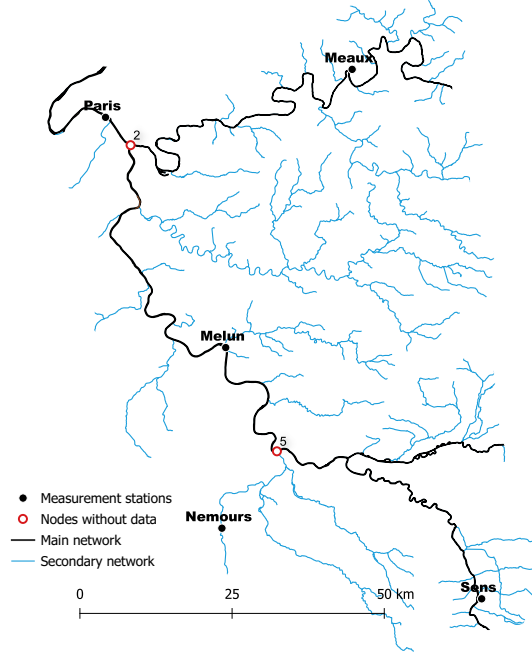 Meaux
Paris
2
Melun
5
Measurement stations
Nemours
Nodes without data
Main network
Secondary network
Sens
0 25 50 km